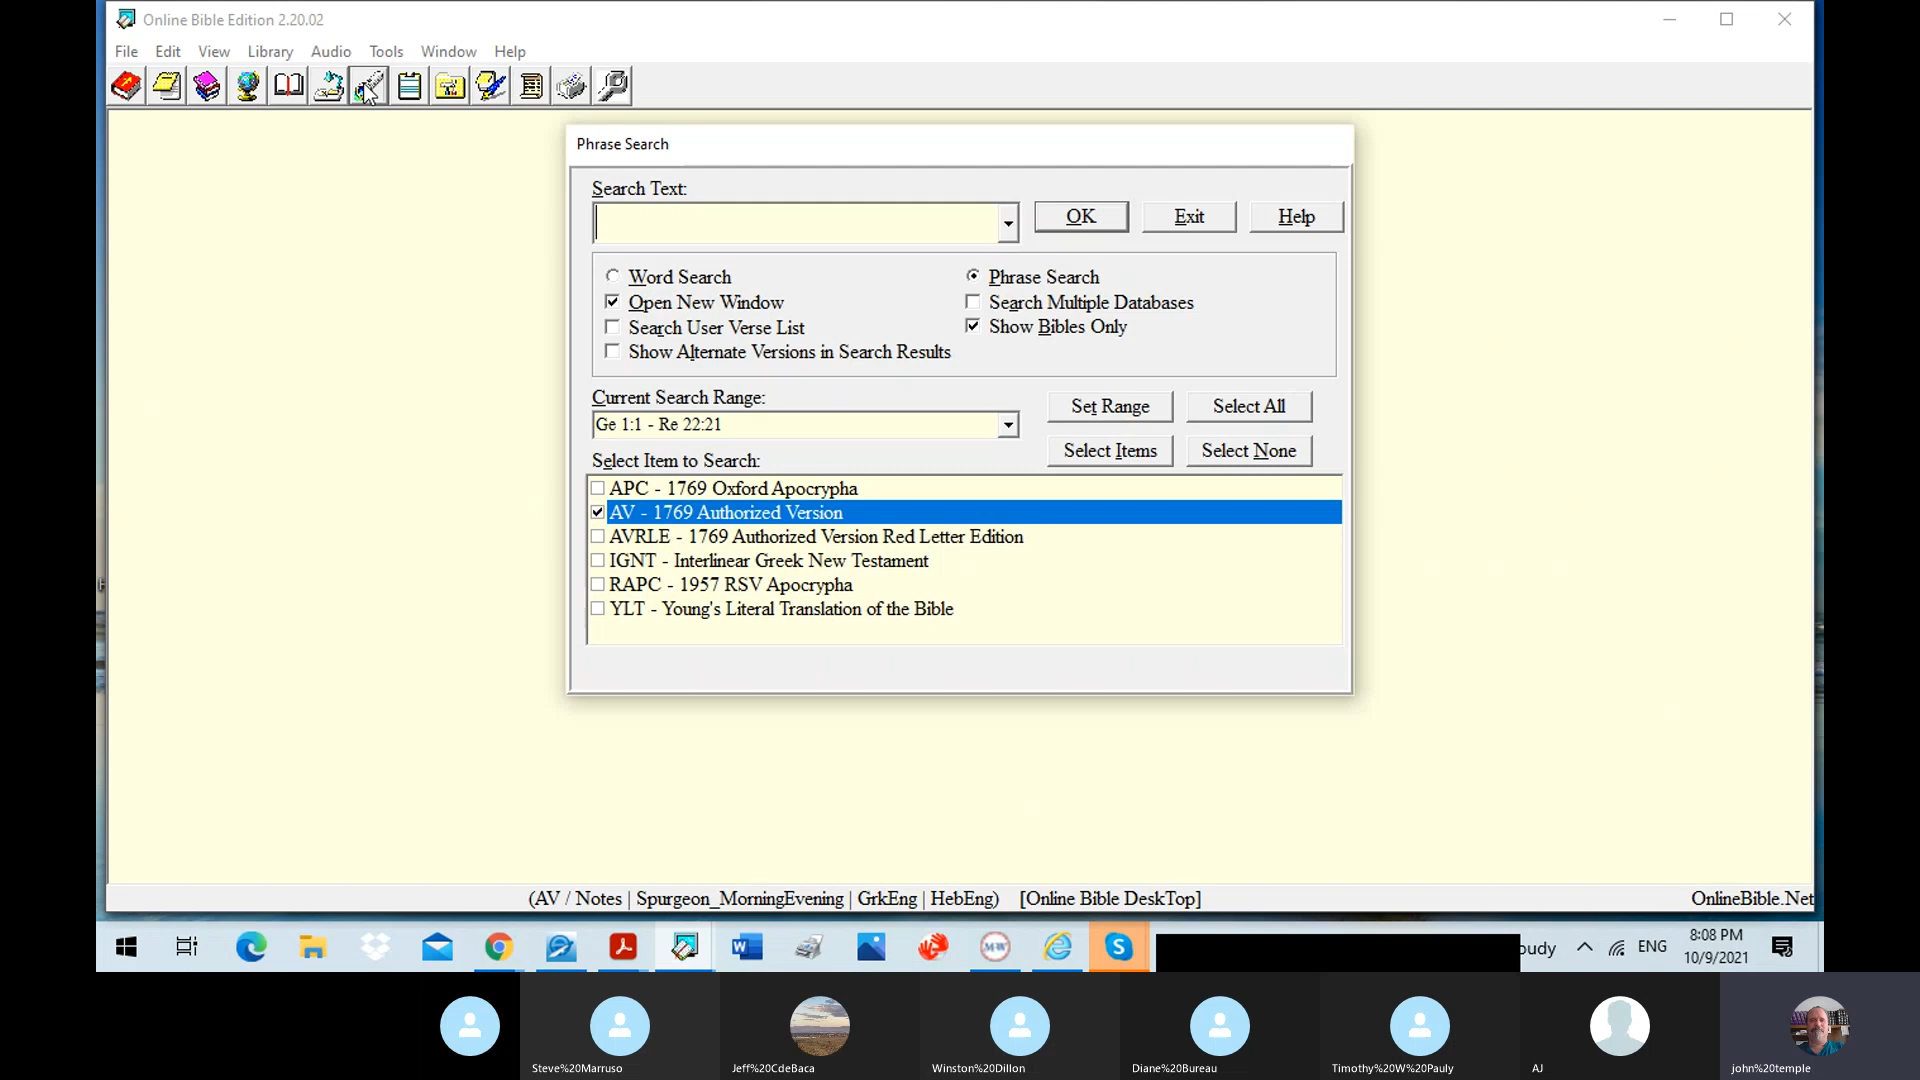 Online Bible Edition 2.20.02
File Edit View Library Audio Tools Window Help
Phrase Search
Search Text:
OK Exit Help
Word Search Phrase Search
Open New Window Search Multiple Databases
Search User Verse List Show Bibles Only
Show Alternate Versions in Search Results
Current Search Range:
Set Range Select All
Ge 1:1 - Re 22:21
Select Items Select None
Select Item to Search:
APC - 1769 Oxford Apocrypha
AV - 1769 Authorized Version
AVRLE - 1769 Authorized Version Red Letter Edition
IGNT - Interlinear Greek New Testament
RAPC - 1957 RSV Apocrypha
YLT - Young's Literal Translation of the Bible
(AV / Notes | Spurgeon_MorningEvening | GrkEng | HebEng) [Online Bible DeskTop] OnlineBible.Net
oudy ENG 8:08 PM
10/9/2021
Steve%20Marruso Jeff%20CdeBaca Winston%20Dillon Diane%20Bureau Timothy%20W%20Pauly AJ john%20temple